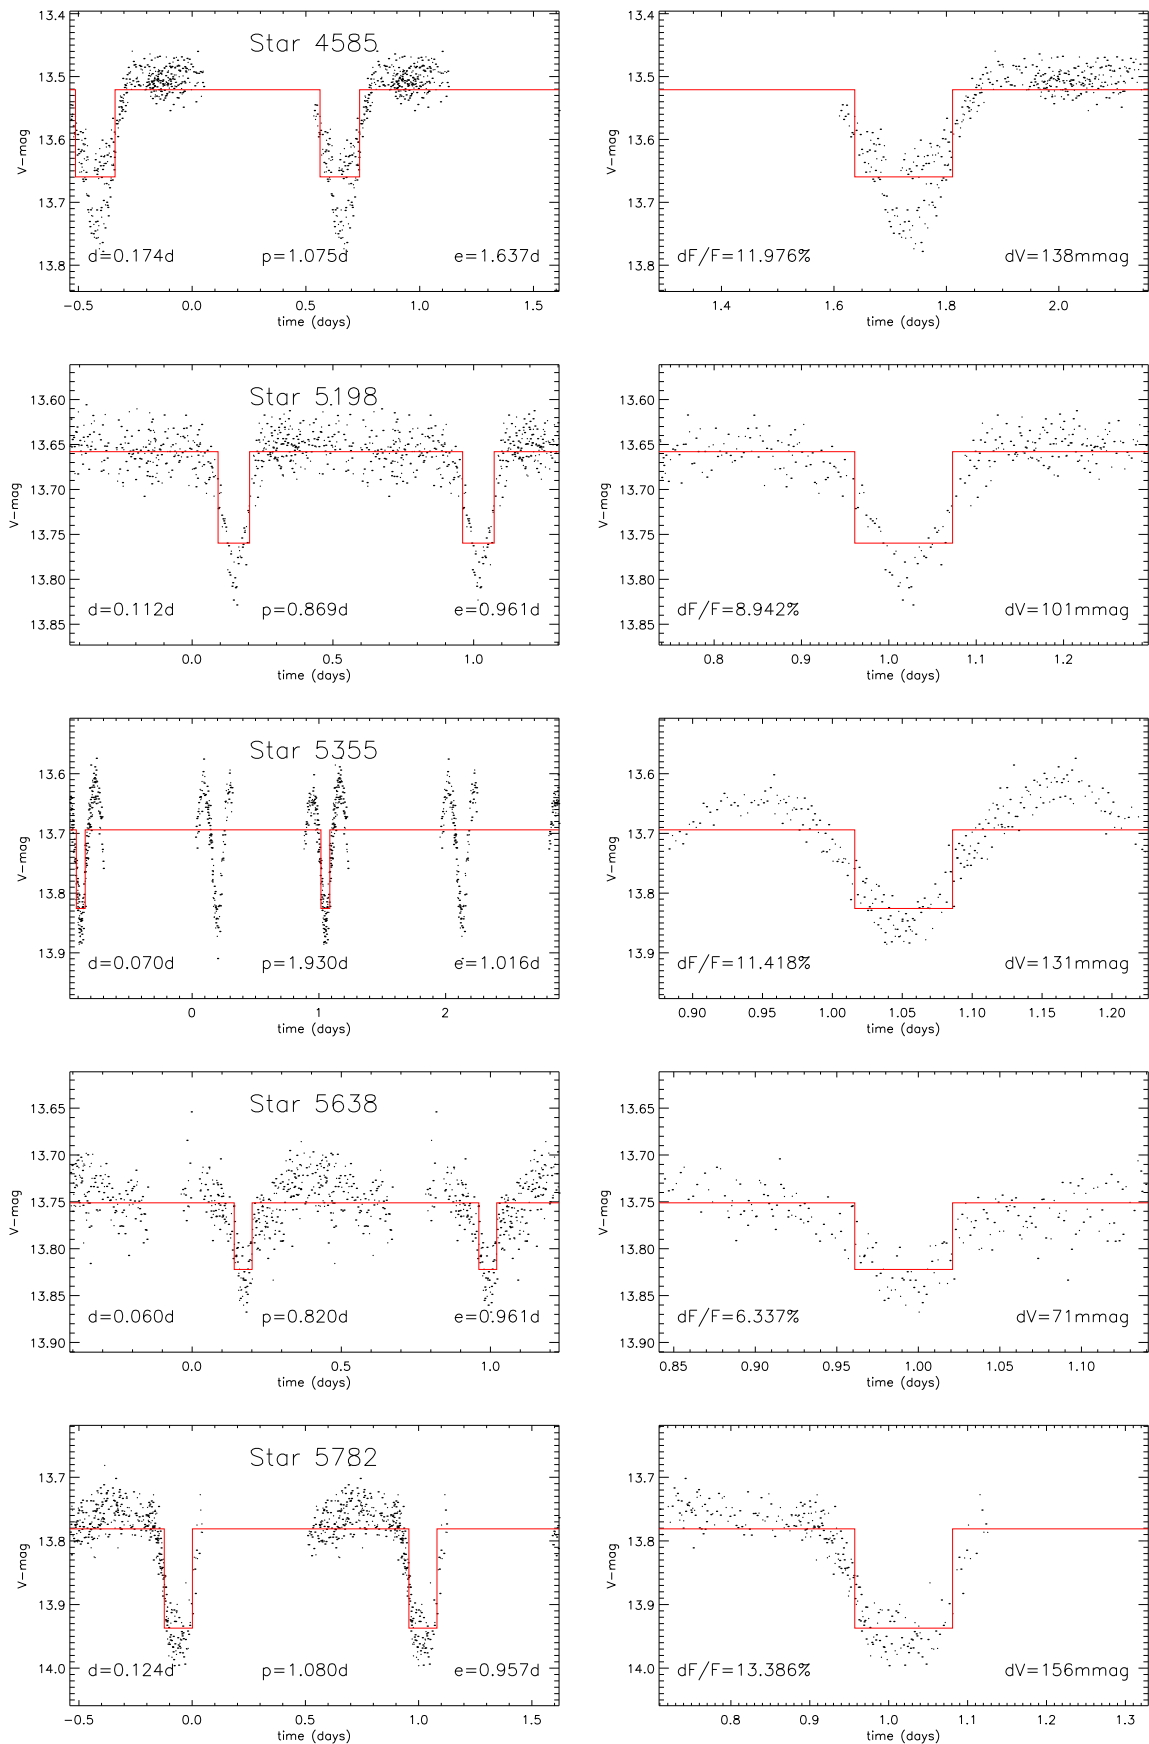 Star 4585
13.4
13.5
13.6
13.7
13.8
V-mag
d=0.174d p=1.075d e=1.637d
-0.5 0.0 0.5 1.0 1.5
time (days)
13.4
13.5
13.6
13.7
13.8
V-mag
dF/F=11.976% dV=138mmag
1.4 1.6 1.8 2.0
time (days)
Star 5198
13.60
13.65
13.70
13.75
13.80
13.85
V-mag
d=0.112d p=0.869d e=0.961d
0.0 0.5 1.0
time (days)
13.60
13.65
13.70
13.75
13.80
13.85
V-mag
dF/F=8.942% dV=101mmag
0.8 0.9 1.0 1.1 1.2
time (days)
Star 5355
13.6
13.7
13.8
13.9
V-mag
d=0.070d p=1.930d e=1.016d
0 1 2
time (days)
13.6
13.7
13.8
13.9
V-mag
dF/F=11.418% dV=131mmag
0.90 0.95 1.00 1.05 1.10 1.15 1.20
time (days)
Star 5638
13.65
13.70
13.75
13.80
13.85
13.90
V-mag
d=0.060d p=0.820d e=0.961d
0.0 0.5 1.0
time (days)
13.65
13.70
13.75
13.80
13.85
13.90
V-mag
dF/F=6.337% dV=71mmag
0.85 0.90 0.95 1.00 1.05 1.10
time (days)
Star 5782
13.7
13.8
13.9
14.0
V-mag
d=0.124d p=1.080d e=0.957d
-0.5 0.0 0.5 1.0 1.5
time (days)
13.7
13.8
13.9
14.0
V-mag
dF/F=13.386% dV=156mmag
0.8 0.9 1.0 1.1 1.2 1.3
time (days)